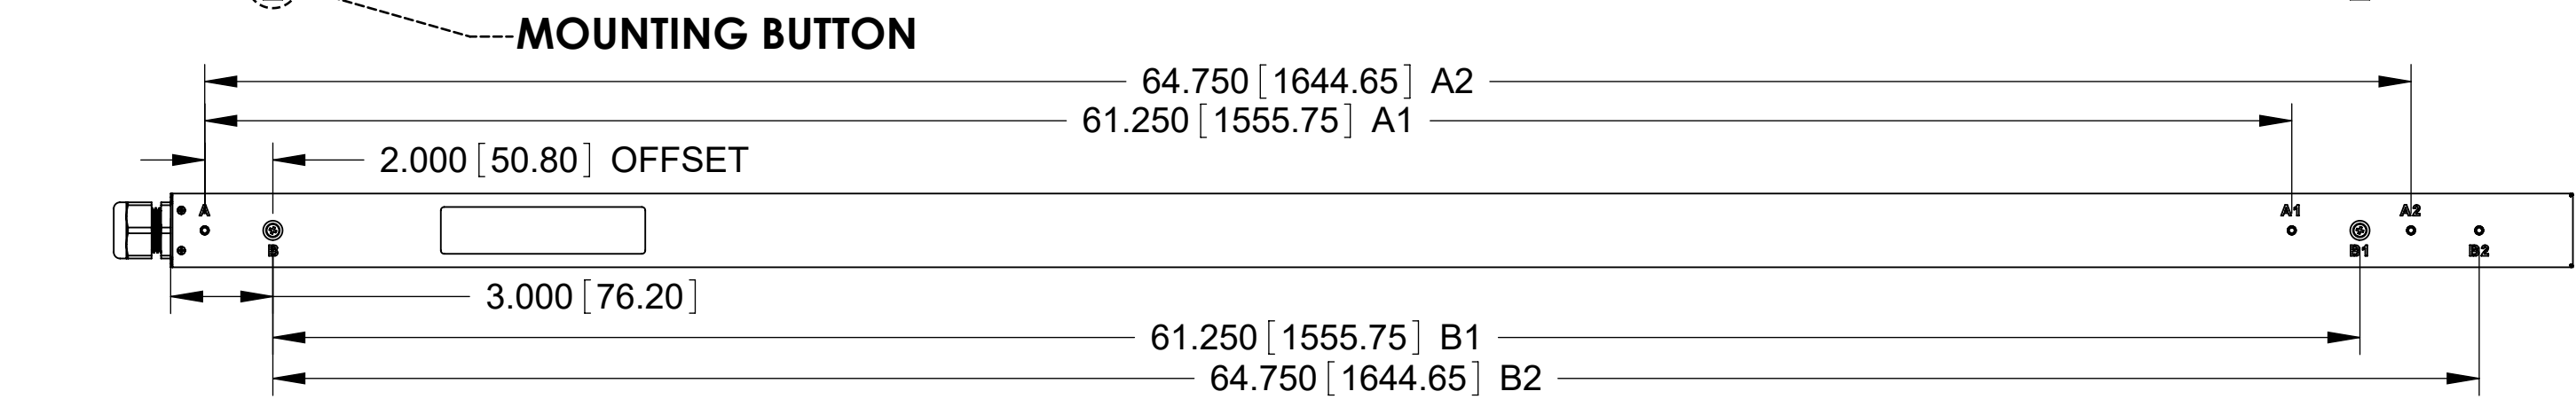 MOUNTING BUTTON
64.750 [1644.65] A2
61.250 [1555.75] A1
2.000 [50.80] OFFSET
A A1 A2
B B1 B2
3.000 [76.20]
61.250 [1555.75] B1
64.750 [1644.65] B2